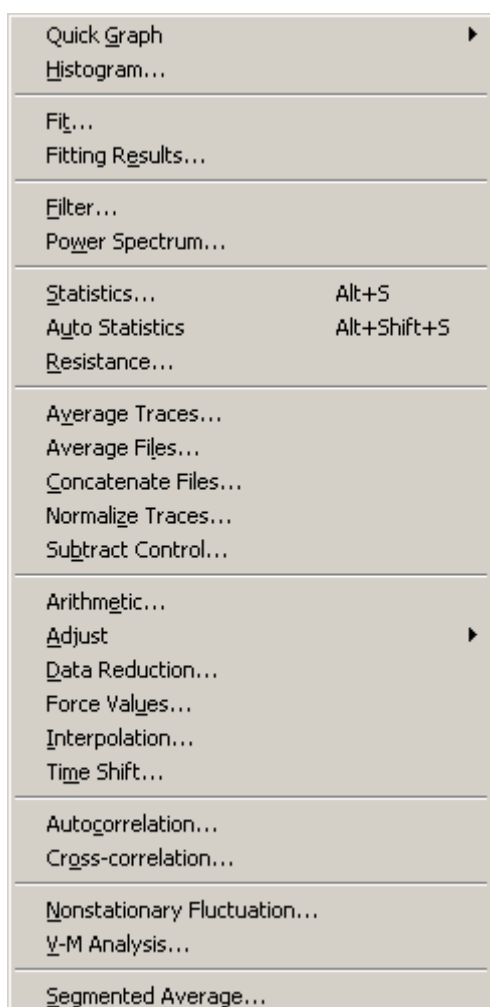 Quick Graph
Histogram...
Fit...
Fitting Results...
Filter...
Power Spectrum...
Statistics... Alt+S
Auto Statistics Alt+Shift+S
Resistance...
Average Traces...
Average Files...
Concatenate Files...
Normalize Traces...
Subtract Control...
Arithmetic...
Adjust
Data Reduction...
Force Values...
Interpolation...
Time Shift...
Autocorrelation...
Cross-correlation...
Nonstationary Fluctuation...
V-M Analysis...
Segmented Average...